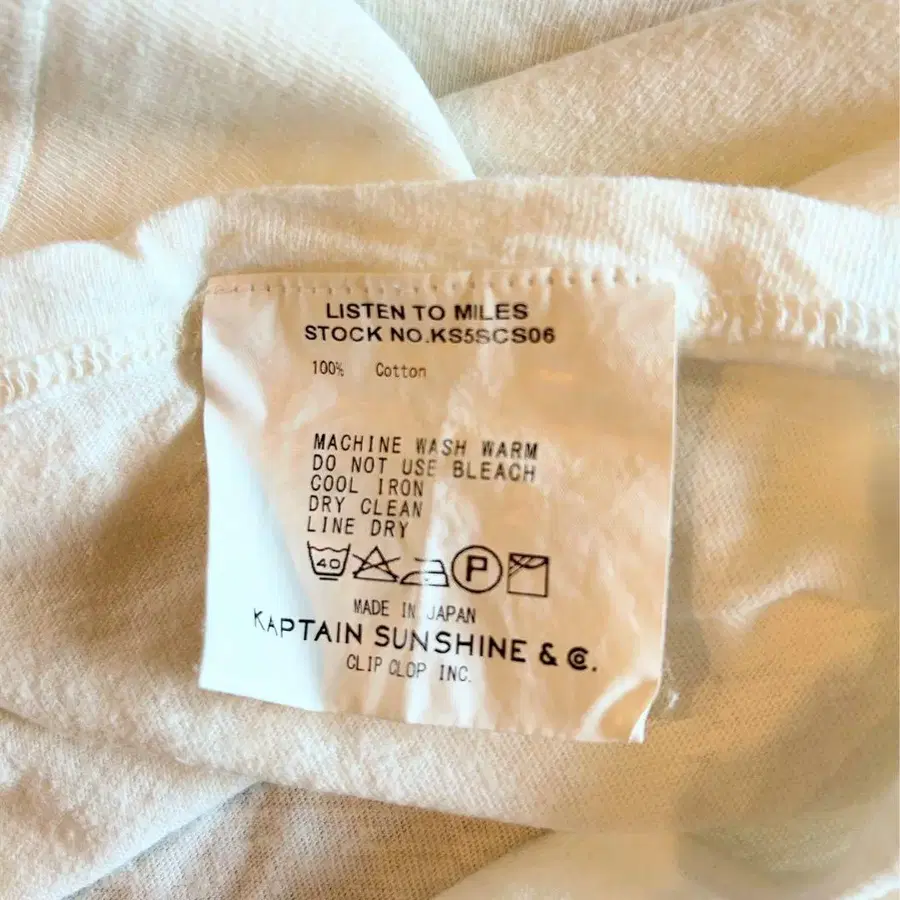 LISTEN TO MILES
STOCK NO.KS5SCS06
100% Cotton
MACHINE WASH WARM
DO NOT USE BLEACH
COOL IRON
DRY CLEAN
LINE DRY
40 P
MADE IN JAPAN
KAPTAIN SUNSHINE & Co.
CLIP CLOP INC.